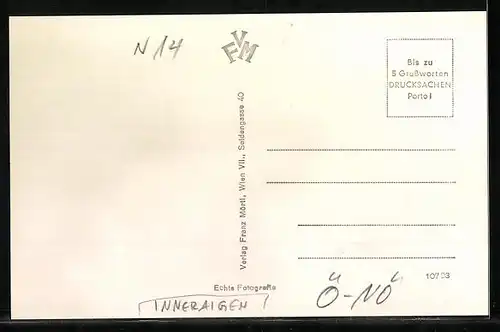 N 14
FVM
Bis zu
5 Grußworten
DRUCKSACHEN
Porto!
Verlag Franz Mörtl, Wien VII., Seidengasse 40
Echte Fotografie
INNERAIGEN
Ö-NÖ